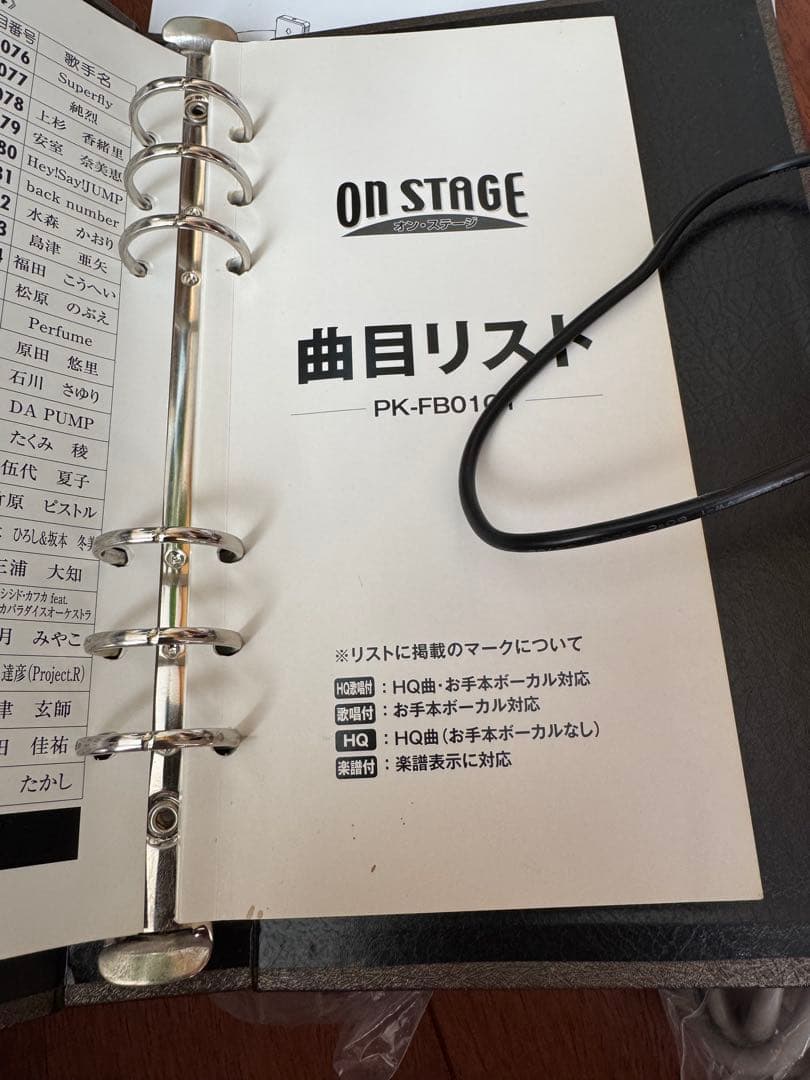 目番号
歌手名
076
Superfly
077
純烈
078
上杉 香緒里
79
安室 奈美恵
80
Hey!Say!JUMP
81
back number
2
水森 かおり
3
島津 亜矢
福田 こうへい
松原 のぶえ
Perfume
原田 悠里
石川 さゆり
DA PUMP
たくみ 稜
伍代 夏子
原 ピストル
ひろし&坂本 冬
三浦 大知
シシド・カフカ feat.
カパラダイスオーケストラ
月 みやこ
達彦(Project.R)
津 玄師
田 佳祐
たかし
On STAGE
オン・ステージ
曲目リスト
PK-FB010
※リストに掲載のマークについて
HQ歌唱付:HQ曲・お手本ボーカル対応
歌唱付:お手本ボーカル対応
HQ:HQ曲(お手本ボーカルなし)
楽譜付:楽譜表示に対応